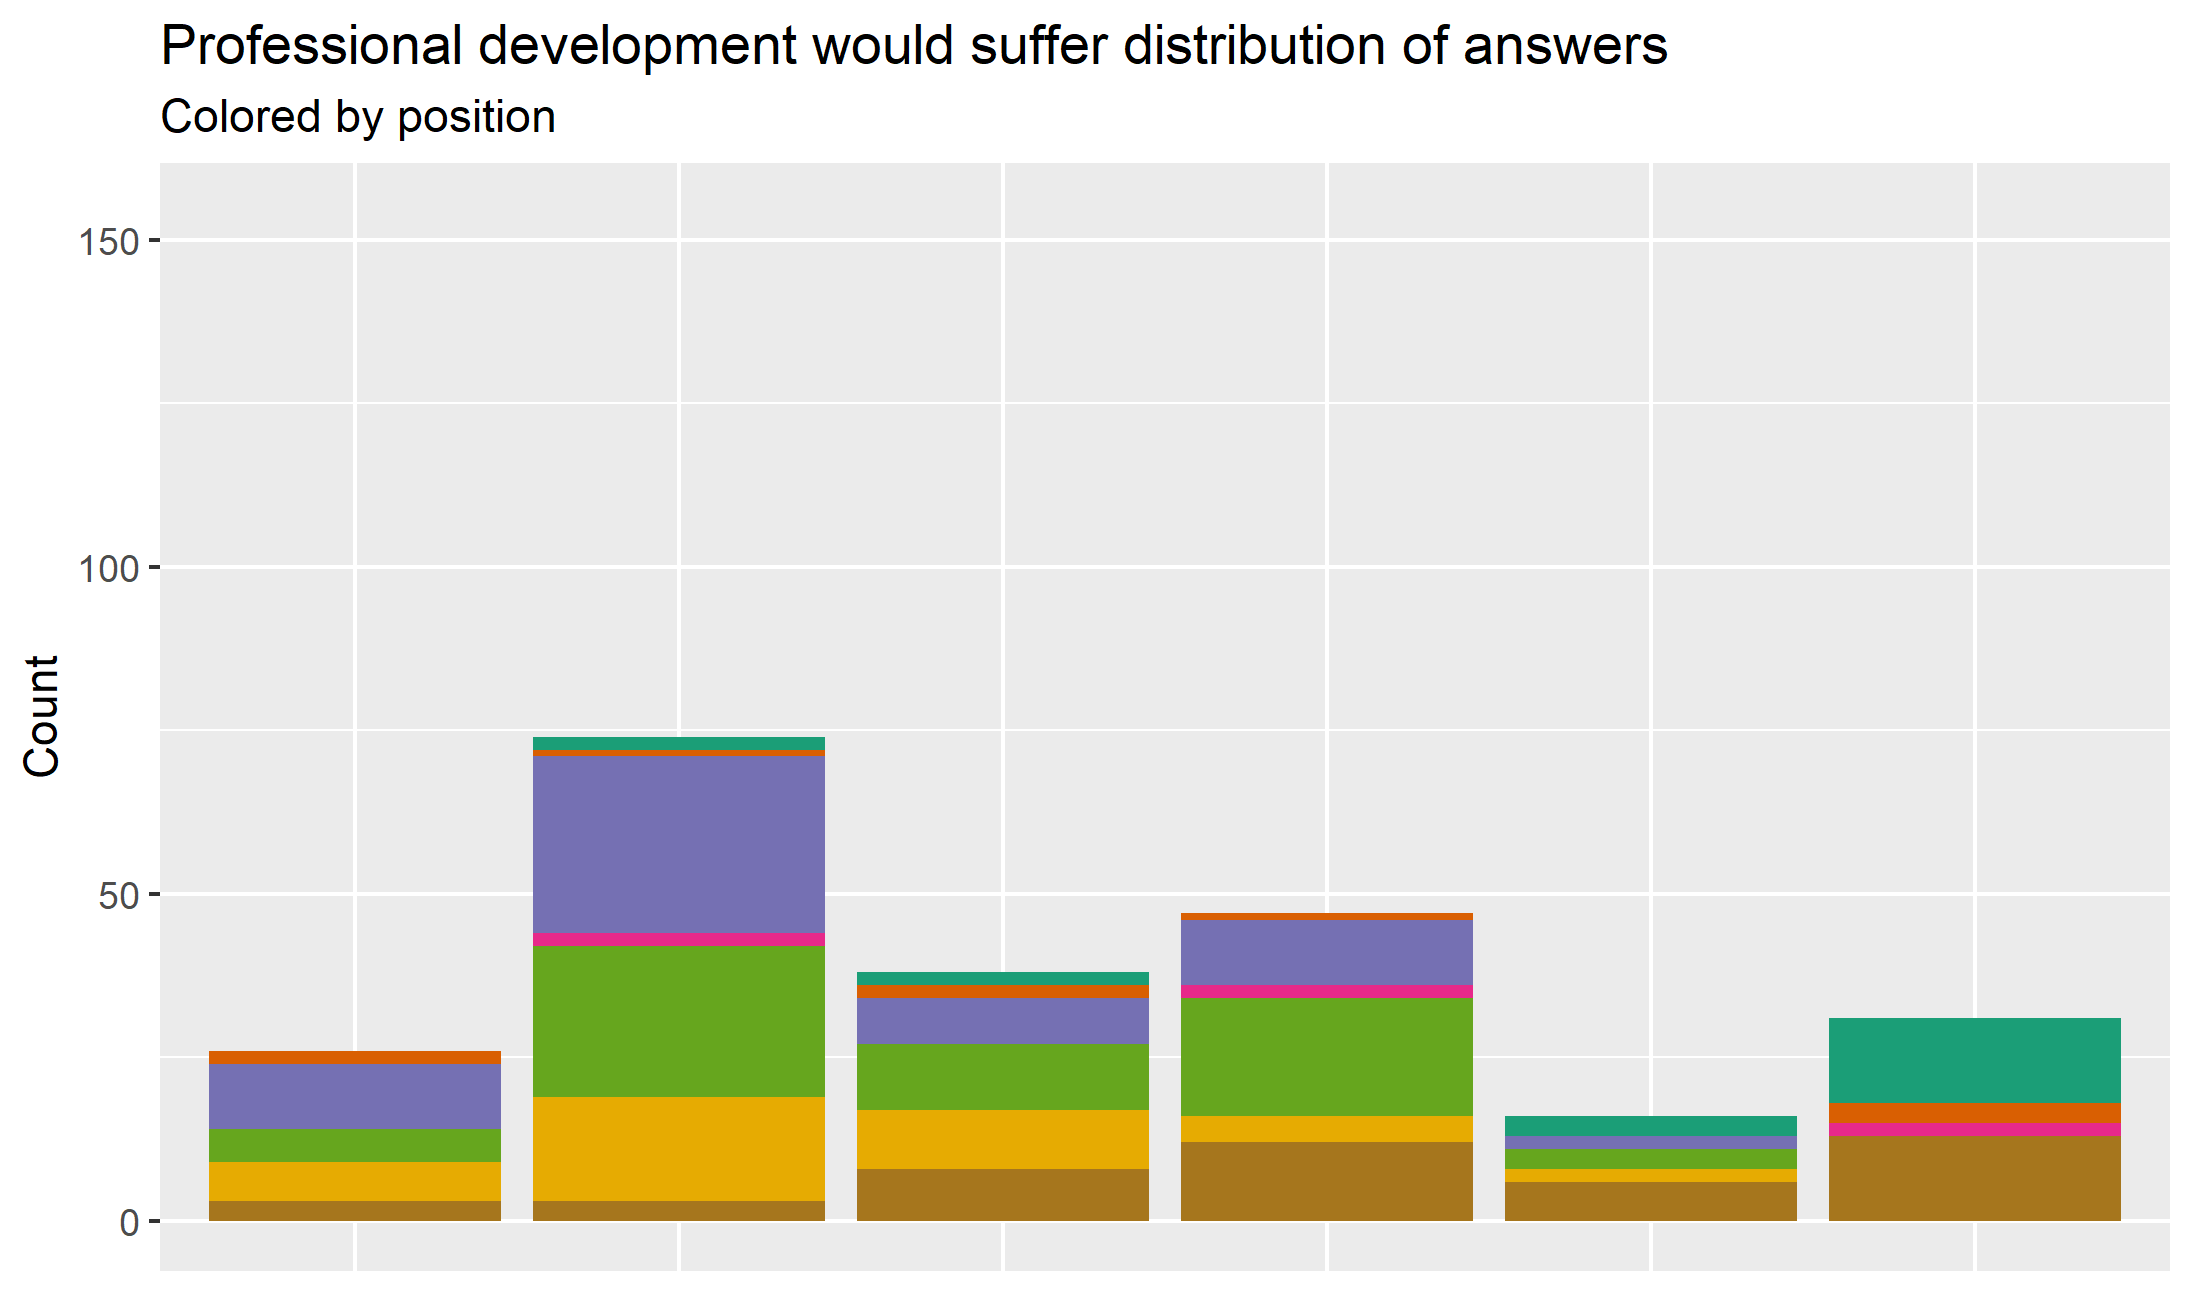 Professional development would suffer distribution of answers
Colored by position
150
100
50
0
Count